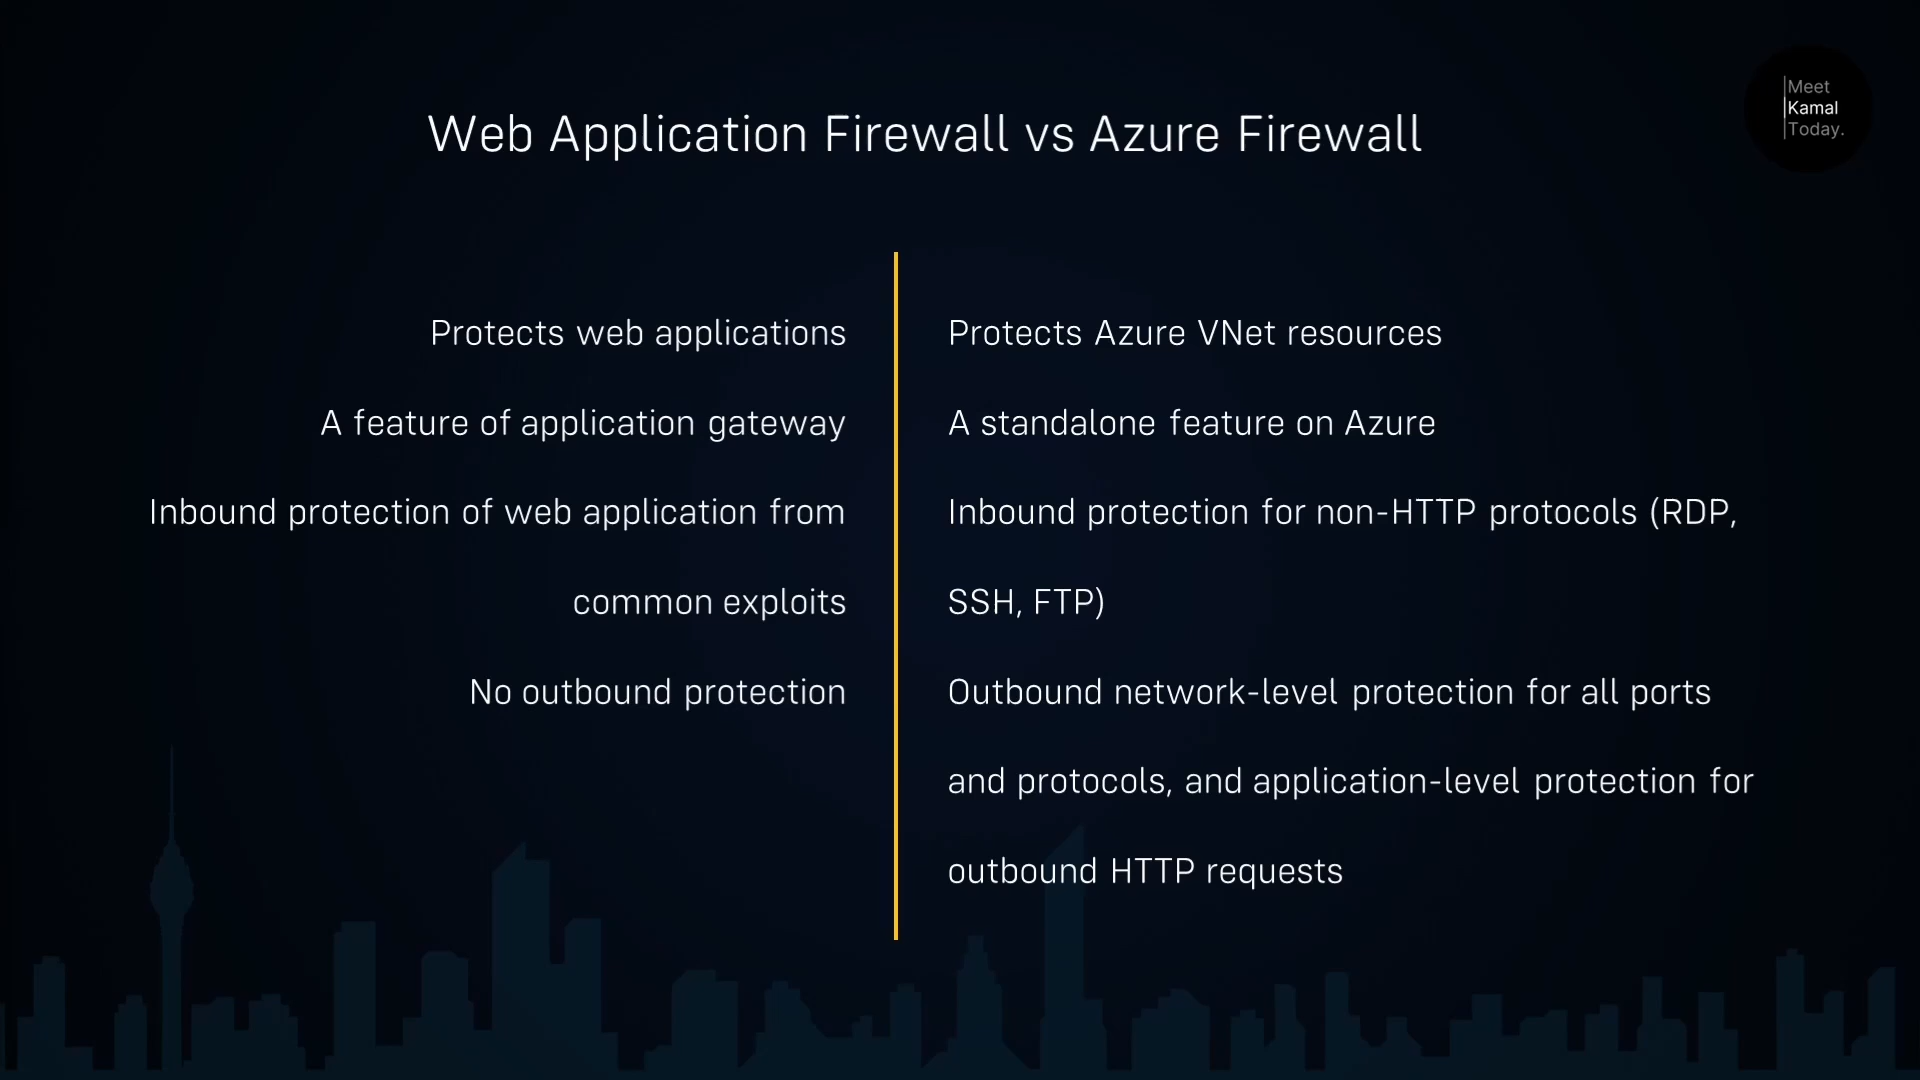 Meet
Kamal
Today.
Web Application Firewall vs Azure Firewall
Protects web applications
A feature of application gateway
Inbound protection of web application from
common exploits
No outbound protection
Protects Azure VNet resources
A standalone feature on Azure
Inbound protection for non-HTTP protocols (RDP,
SSH, FTP)
Outbound network-level protection for all ports
and protocols, and application-level protection for
outbound HTTP requests